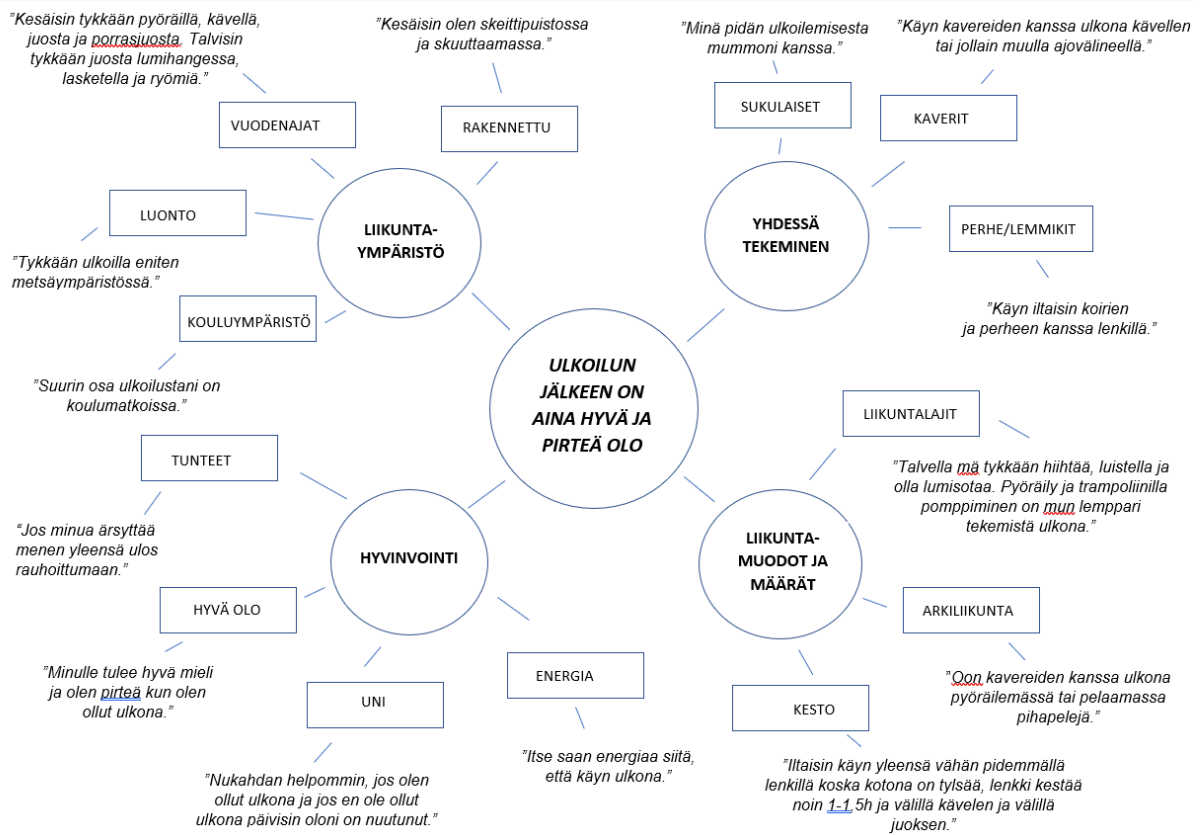 ”Kesäisin tykkään pyöräillä, kävellä,
juosta ja porrasjuosta. Talvisin
tykkään juosta lumihangessa,
lasketella ja ryömiä.”
VUODENAJAT
”Kesäisin olen skeittipuistossa
ja skuuttaamassa.”
RAKENNETTU
LUONTO
”Tykkään ulkoilla eniten
metsäympäristössä.”
KOULUYMPÄRISTÖ
”Suurin osa ulkoilustani on
koulumatkoissa.”
LIIKUNTA-
YMPÄRISTÖ
”Minä pidän ulkoilemisesta
mummoni kanssa.”
SUKULAISET
”Käyn kavereiden kanssa ulkona kävellen
tai jollain muulla ajovälineellä.”
KAVERIT
YHDESSÄ
TEKEMINEN
PERHE/LEMMIKIT
”Käyn iltaisin koirien
ja perheen kanssa lenkillä.”
ULKOILUN
JÄLKEEN ON
AINA HYVÄ JA
PIRTEÄ OLO
TUNTEET
“Jos minua ärsyttää
menen yleensä ulos
rauhoittumaan.”
HYVINVOINTI
HYVÄ OLO
”Minulle tulee hyvä mieli
ja olen pirteä kun olen
ollut ulkona.”
UNI
”Nukahdan helpommin, jos olen
ollut ulkona ja jos en ole ollut
ulkona päivisin oloni on nuutunut.”
ENERGIA
”Itse saan energiaa siitä,
että käyn ulkona.”
LIIKUNTALAJIT
”Talvella mä tykkään hiihtää, luistella ja
olla lumisotaa. Pyöräily ja trampoliinilla
pomppiminen on mun lemppari
tekemistä ulkona.”
LIIKUNTA-
MUODOT JA
MÄÄRÄT
ARKILIIKUNTA
”Oon kavereiden kanssa ulkona
pyöräilemässä tai pelaamassa
pihapelejä.”
KESTO
”Iltaisin käyn yleensä vähän pidemmällä
lenkillä koska kotona on tylsää, lenkki kestää
noin 1-1,5h ja välillä kävelen ja välillä
juoksen.”